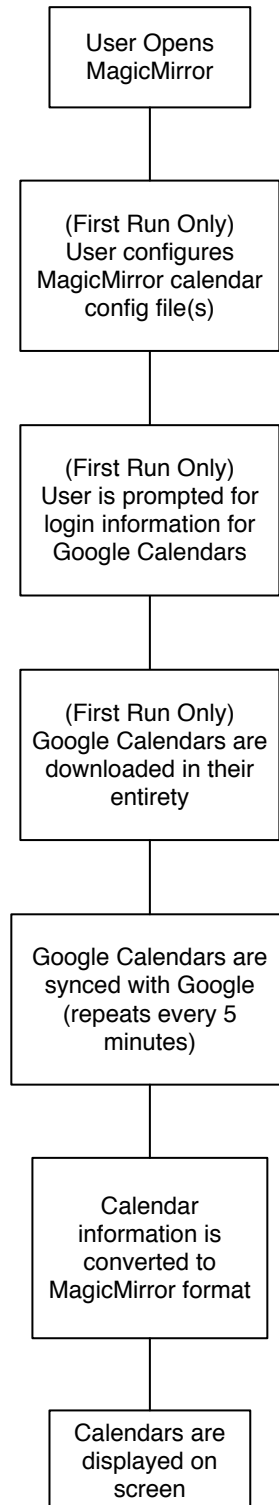 User Opens
MagicMirror
(First Run Only)
User configures
MagicMirror calendar
config file(s)
(First Run Only)
User is prompted for
login information for
Google Calendars
(First Run Only)
Google Calendars are
downloaded in their
entirety
Google Calendars are
synced with Google
(repeats every 5
minutes)
Calendar
information is
converted to
MagicMirror format
Calendars are
displayed on
screen